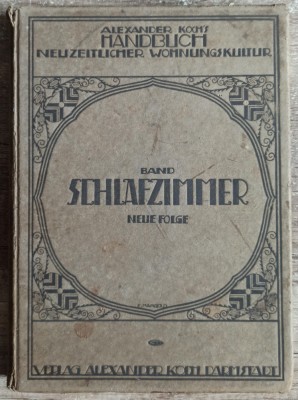 ALEXANDER KOCH'S
HANDBUCH
NEUZEITLICHER WOHNUNGSKULTUR
BAND
SCHLAFZIMMER
NEUE FOLGE
VERLAG ALEXANDER KOCH DARMSTADT